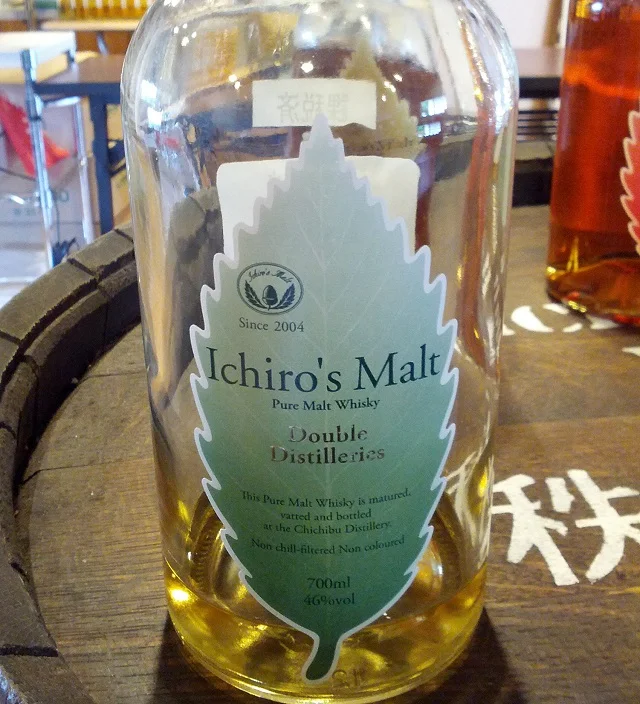 Ichiro's Malt
Since 2004
Ichiro's Malt
Pure Malt Whisky
Double
Distilleries
This Pure Malt Whisky is matured,
vatted and bottled
at the Chichibu Distillery.
Non chill-filtered Non coloured
700ml
46%vol
秩